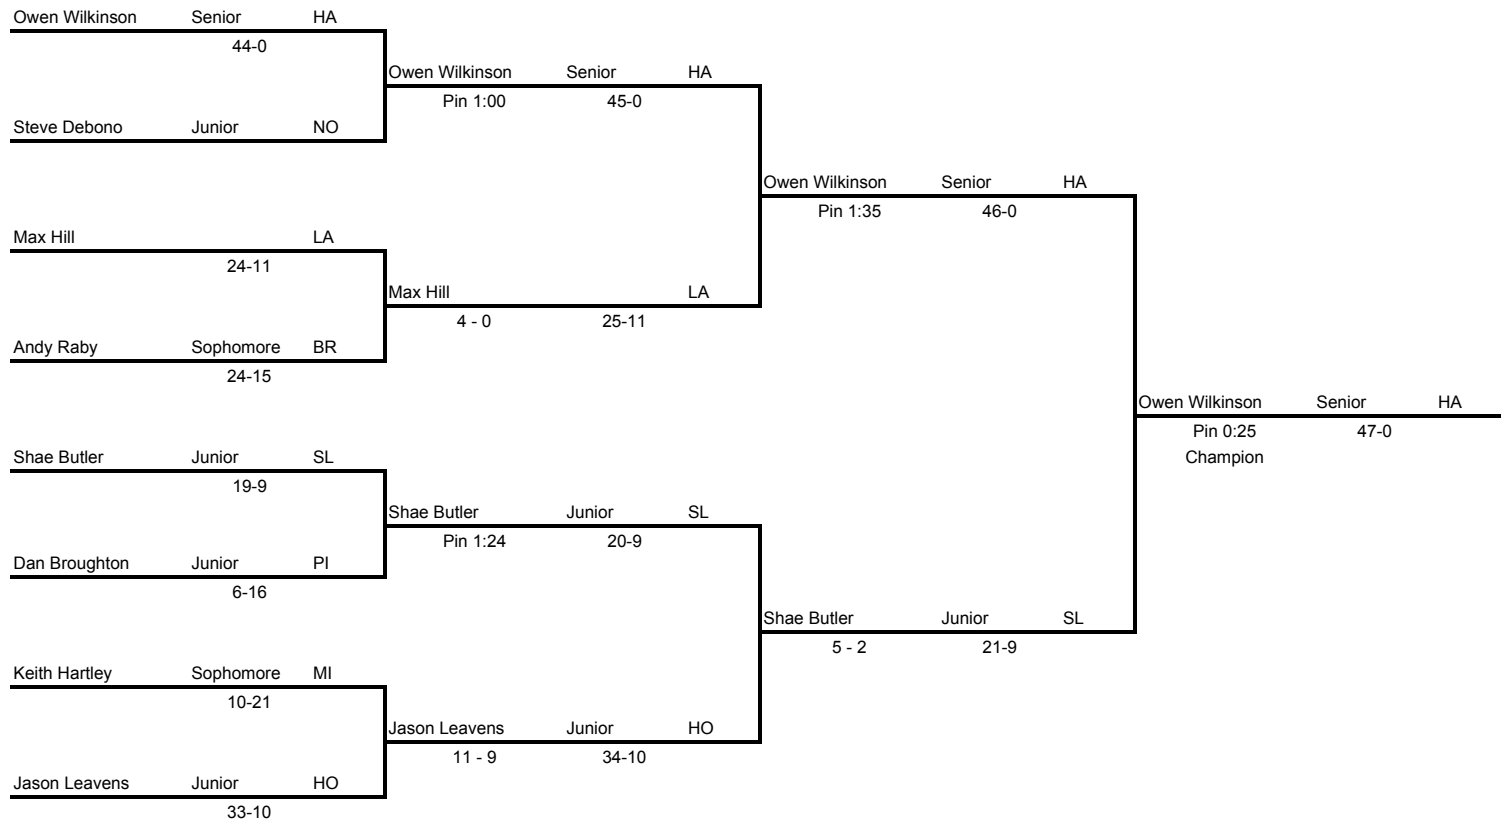 Owen Wilkinson Senior HA
44-0
Owen Wilkinson Senior HA
Pin 1:00 45-0
Steve Debono Junior NO
Owen Wilkinson Senior HA
Pin 1:35 46-0
Max Hill LA
24-11
Max Hill LA
4 - 0 25-11
Andy Raby Sophomore BR
24-15
Owen Wilkinson Senior HA
Pin 0:25 47-0
Champion
Shae Butler Junior SL
19-9
Shae Butler Junior SL
Pin 1:24 20-9
Dan Broughton Junior PI
6-16
Shae Butler Junior SL
5 - 2 21-9
Keith Hartley Sophomore MI
10-21
Jason Leavens Junior HO
11 - 9 34-10
Jason Leavens Junior HO
33-10